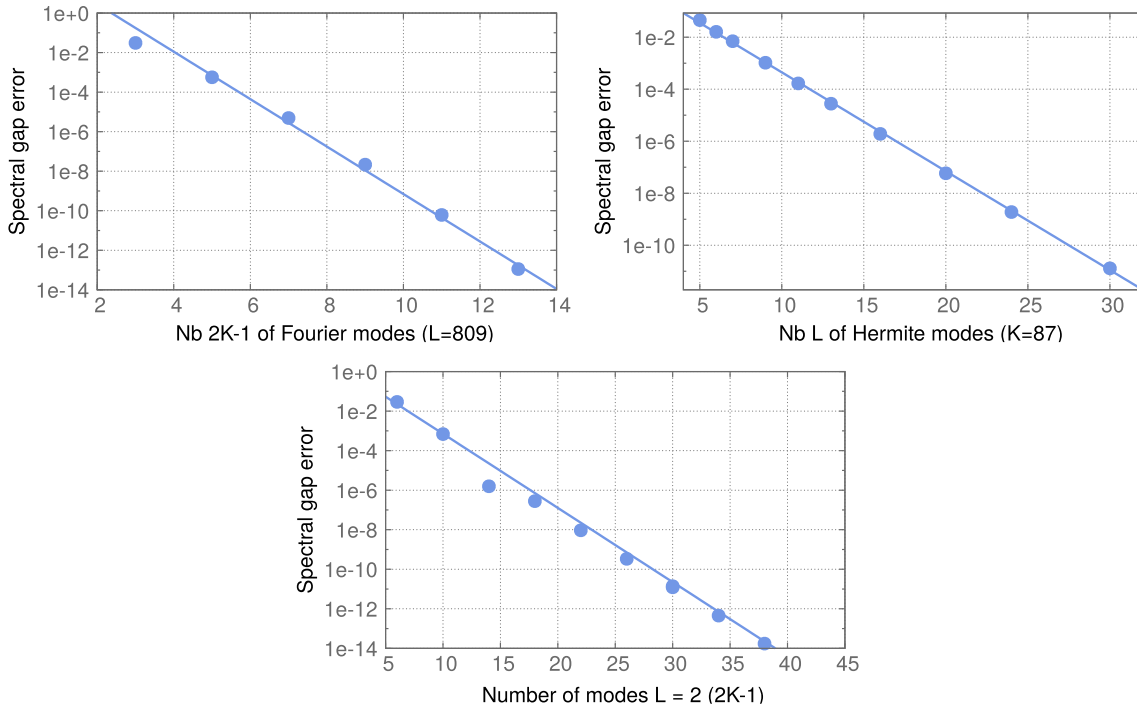 1e+0
1e-2
1e-4
1e-6
1e-8
1e-10
1e-12
1e-14
2 4 6 8 10 12 14
Spectral gap error
Nb 2K-1 of Fourier modes (L=809)
1e-2
1e-4
1e-6
1e-8
1e-10
5 10 15 20 25 30
Spectral gap error
Nb L of Hermite modes (K=87)
1e+0
1e-2
1e-4
1e-6
1e-8
1e-10
1e-12
1e-14
5 10 15 20 25 30 35 40 45
Spectral gap error
Number of modes L = 2 (2K-1)